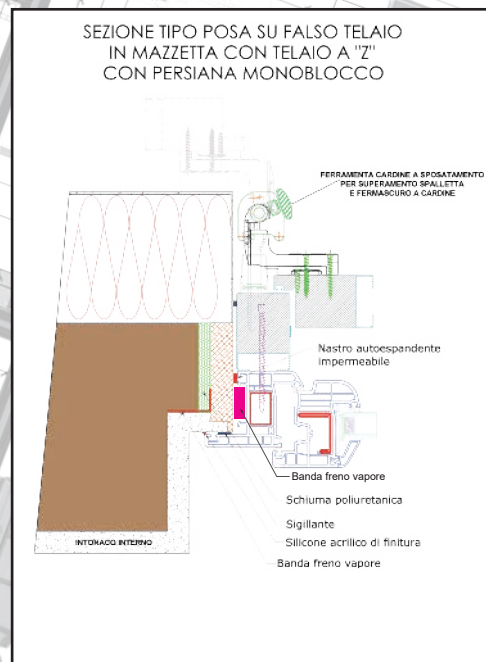 SEZIONE TIPO POSA SU FALSO TELAIO
IN MAZZETTA CON TELAIO A "Z"
CON PERSIANA MONOBLOCCO
FERRAMENTA CARDINE A SPOSATAMENTO
PER SUPERAMENTO SPALLETTA
E FERMASCURO A CARDINE
Nastro autoespandente
impermeabile
Banda freno vapore
Schiuma poliuretanica
Sigillante
Silicone acrilico di finitura
Banda freno vapore
INTONACO INTERNO